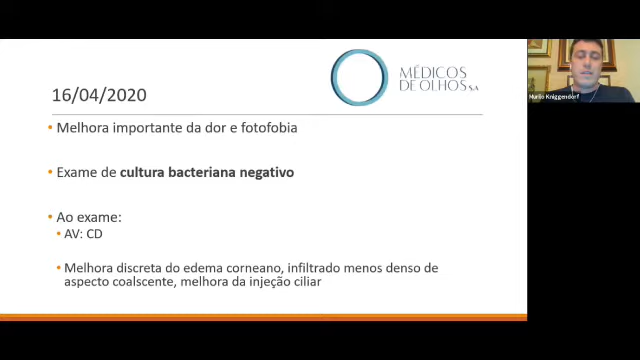 16/04/2020
MÉDICOS
DE OLHOS S.A
• Melhora importante da dor e fotofobia
• Exame de cultura bacteriana negativo
• Ao exame:
• AV: CD
• Melhora discreta do edema corneano, infiltrado menos denso de
aspecto coalscente, melhora da injeção ciliar
Murilo Kniggendorf